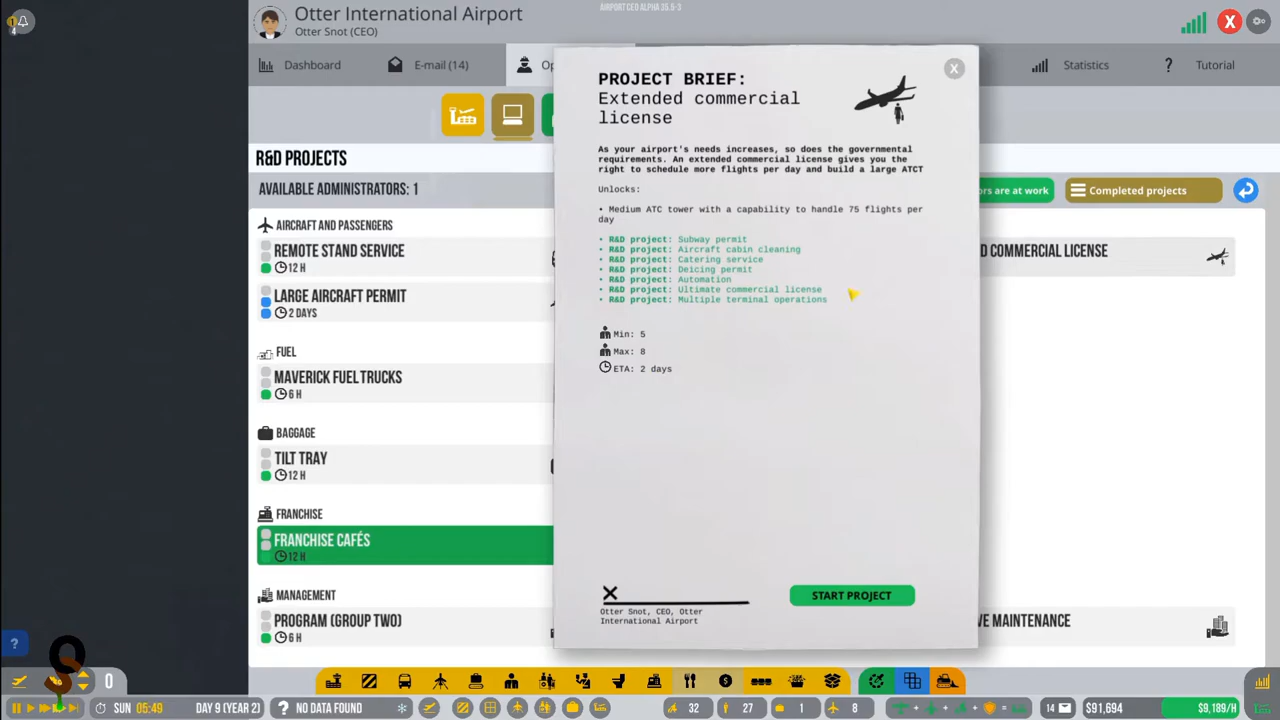 AIRPORT CEO ALPHA 35.5-3
Otter International Airport
Otter Snot (CEO)
X
4
Dashboard
E-mail (14)
Op
Statistics
? Tutorial
R&D PROJECTS
AVAILABLE ADMINISTRATORS: 1
ors are at work
Completed projects
AIRCRAFT AND PASSENGERS
REMOTE STAND SERVICE
12 H
LARGE AIRCRAFT PERMIT
2 DAYS
D COMMERCIAL LICENSE
FUEL
MAVERICK FUEL TRUCKS
6 H
BAGGAGE
TILT TRAY
12 H
FRANCHISE
FRANCHISE CAFÉS
12 H
MANAGEMENT
PROGRAM (GROUP TWO)
6 H
VE MAINTENANCE
PROJECT BRIEF:
Extended commercial
license
X
As your airport's needs increases, so does the governmental
requirements. An extended commercial license gives you the
right to schedule more flights per day and build a large ATCT
Unlocks:
• Medium ATC tower with a capability to handle 75 flights per
day
• R&D project: Subway permit
• R&D project: Aircraft cabin cleaning
• R&D project: Catering service
• R&D project: Deicing permit
• R&D project: Automation
• R&D project: Ultimate commercial license
• R&D project: Multiple terminal operations
Min: 5
Max: 8
ETA: 2 days
X
Otter Snot, CEO, Otter
International Airport
START PROJECT
?
0
SUN 05:49
DAY 9 (YEAR 2)
? NO DATA FOUND
32
27
1
8
14
$91,694
$9,189/H